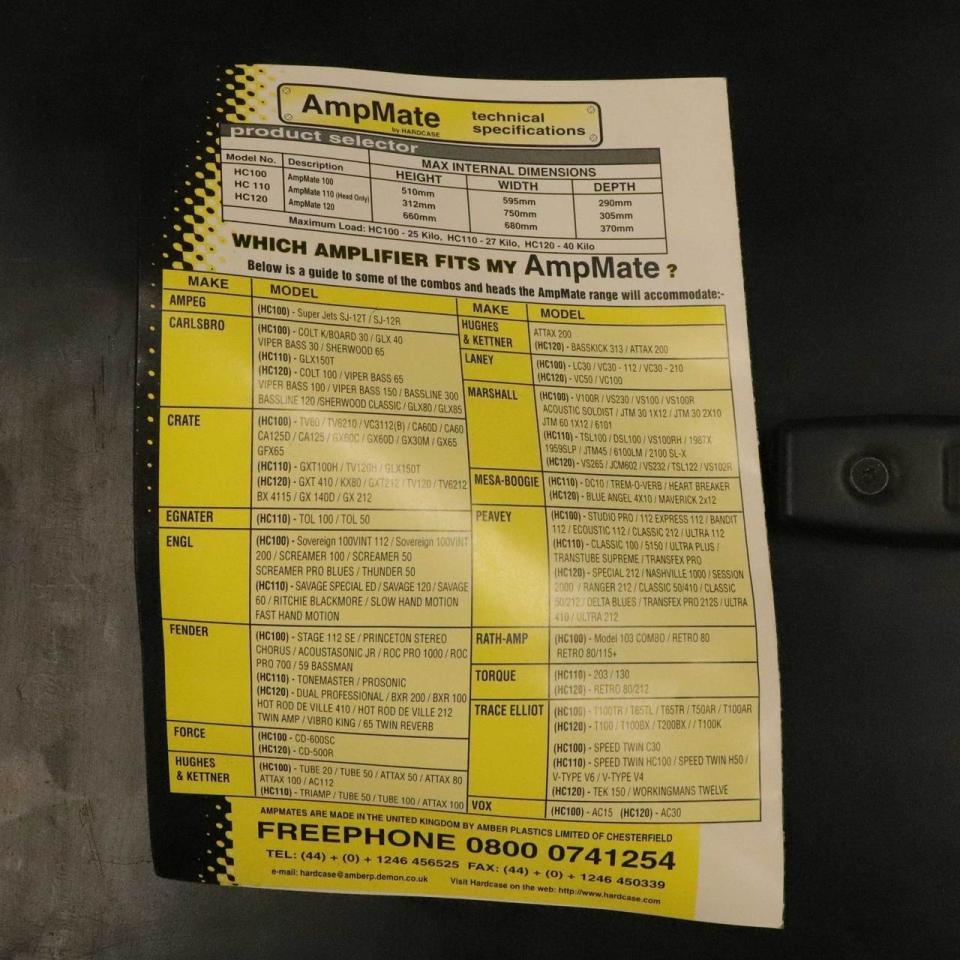 AmpMate
by HARDCASE
technical
specifications
product selector
Model No. Description MAX INTERNAL DIMENSIONS
HEIGHT WIDTH DEPTH
HC100 AmpMate 100 510mm 595mm 290mm
HC 110 AmpMate 110 (Head Only) 312mm 750mm 305mm
HC120 AmpMate 120 660mm 680mm 370mm
Maximum Load: HC100 - 25 Kilo, HC110 - 27 Kilo, HC120 - 40 Kilo
WHICH AMPLIFIER FITS MY AmpMate ?
Below is a guide to some of the combos and heads the AmpMate range will accommodate:-
MAKE MODEL
AMPEG (HC100) - Super Jets SJ-12T / SJ-12R
CARLSBRO (HC100) - COLT K/BOARD 30 / GLX 40
VIPER BASS 30 / SHERWOOD 65
(HC110) - GLX150T
(HC120) - COLT 100 / VIPER BASS 65
VIPER BASS 100 / VIPER BASS 150 / BASSLINE 300
BASSLINE 120 /SHERWOOD CLASSIC / GLX80 / GLX85
CRATE (HC100) - TV60 / TV6210 / VC3112(B) / CA60D / CA60
CA125D / CA125 / GX60C / GX60D / GX30M / GX65
GFX65
(HC110) - GXT100H / TV120H / GLX150T
(HC120) - GXT 410 / KX80 / GXT212 / TV120 / TV6212
BX 4115 / GX 140D / GX 212
EGNATER (HC110) - TOL 100 / TOL 50
ENGL (HC100) - Sovereign 100VINT 112 / Sovereign 100VINT
200 / SCREAMER 100 / SCREAMER 50
SCREAMER PRO BLUES / THUNDER 50
(HC110) - SAVAGE SPECIAL ED / SAVAGE 120 / SAVAGE
60 / RITCHIE BLACKMORE / SLOW HAND MOTION
FAST HAND MOTION
FENDER (HC100) - STAGE 112 SE / PRINCETON STEREO
CHORUS / ACOUSTASONIC JR / ROC PRO 1000 / ROC
PRO 700 / 59 BASSMAN
(HC110) - TONEMASTER / PROSONIC
(HC120) - DUAL PROFESSIONAL / BXR 200 / BXR 100
HOT ROD DE VILLE 410 / HOT ROD DE VILLE 212
TWIN AMP / VIBRO KING / 65 TWIN REVERB
FORCE (HC100 - CD-600SC
(HC120) - CD-500R
HUGHES
& KETTNER
(HC100) - TUBE 20 / TUBE 50 / ATTAX 50 / ATTAX 80
ATTAX 100 / AC112
(HC110) - TRIAMP / TUBE 50 / TUBE 100 / ATTAX 100
MAKE MODEL
HUGHES
& KETTNER
ATTAX 200
(HC120) - BASSKICK 313 / ATTAX 200
LANEY (HC100) - LC30 / VC30 - 112 / VC30 - 210
(HC120) - VC50 / VC100
MARSHALL (HC100) - V100R / VS230 / VS100 / VS100R
ACOUSTIC SOLOIST / JTM 30 1X12 / JTM 30 2X10
JTM 60 1X12 / 6101
(HC110) - TSL100 / DSL100 / VS100RH / 1987X
1959SLP / JTM45 / 6100LM / 2100 SL-X
(HC120) - VS265 / JCM602 / VS232 / TSL122 / VS102R
MESA-BOOGIE (HC110) - DC10 / TREM-O-VERB / HEART BREAKER
(HC120) - BLUE ANGEL 4X10 / MAVERICK 2x12
PEAVEY (HC100) - STUDIO PRO / 112 EXPRESS 112 / BANDIT
112 / ECOUSTIC 112 / CLASSIC 212 / ULTRA 112
(HC110) - CLASSIC 100 / 5150 / ULTRA PLUS /
TRANSTUBE SUPREME / TRANSFEX PRO
(HC120) - SPECIAL 212 / NASHVILLE 1000 / SESSION
2000 / RANGER 212 / CLASSIC 50/410 / CLASSIC
50/212 / DELTA BLUES / TRANSFEX PRO 212S / ULTRA
410 / ULTRA 212
RATH-AMP (HC100) - Model 103 COMBO / RETRO 80
RETRO 80/115+
TORQUE (HC110) - 203 / 130
(HC120) - RETRO 80/212
TRACE ELLIOT (HC100) - T100TR / T65TL / T65TR / T50AR / T100AR
(HC120) - T100 / T100BX / T200BX / / T100K
(HC100) - SPEED TWIN C30
(HC110) - SPEED TWIN HC100 / SPEED TWIN H50 /
V-TYPE V6 / V-TYPE V4
(HC120) - TEK 150 / WORKINGMANS TWELVE
VOX (HC100) - AC15 (HC120) - AC30
AMPMATES ARE MADE IN THE UNITED KINGDOM BY AMBER PLASTICS LIMITED OF CHESTERFIELD
FREEPHONE 0800 0741254
TEL: (44) + (0) + 1246 456525 FAX: (44) + (0) + 1246 450339
e-mail: hardcase@amberp.demon.co.uk Visit Hardcase on the web: http://www.hardcase.com